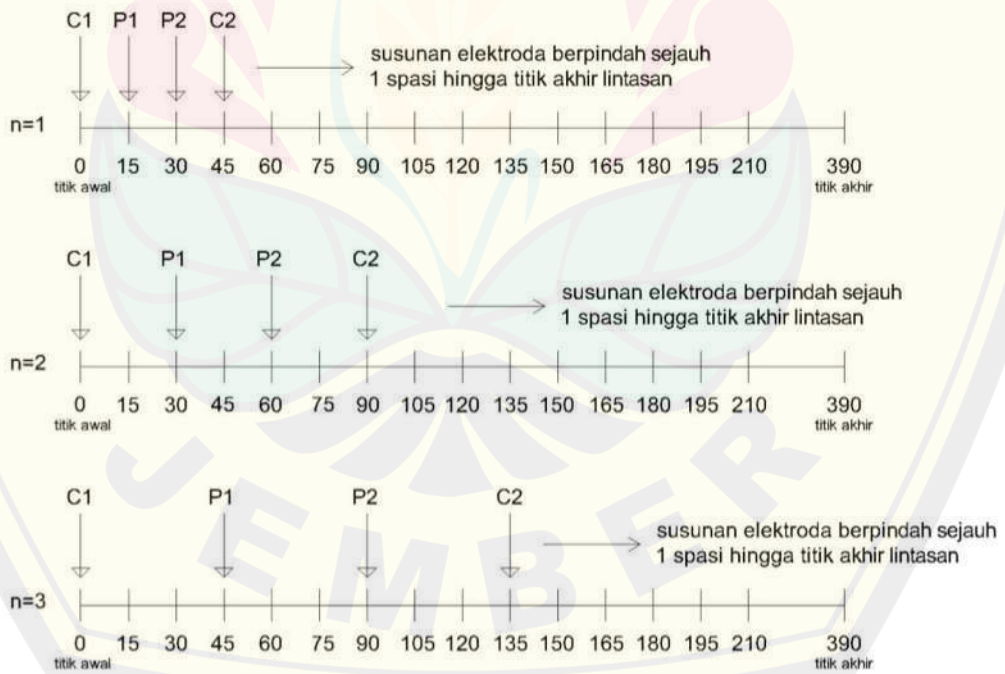 C1 P1 P2 C2
susunan elektroda berpindah sejauh
1 spasi hingga titik akhir lintasan
n=1
0 15 30 45 60 75 90 105 120 135 150 165 180 195 210 390
titik awal titik akhir
C1 P1 P2 C2
susunan elektroda berpindah sejauh
1 spasi hingga titik akhir lintasan
n=2
0 15 30 45 60 75 90 105 120 135 150 165 180 195 210 390
titik awal titik akhir
C1 P1 P2 C2
susunan elektroda berpindah sejauh
1 spasi hingga titik akhir lintasan
n=3
0 15 30 45 60 75 90 105 120 135 150 165 180 195 210 390
titik awal titik akhir
JEMBER